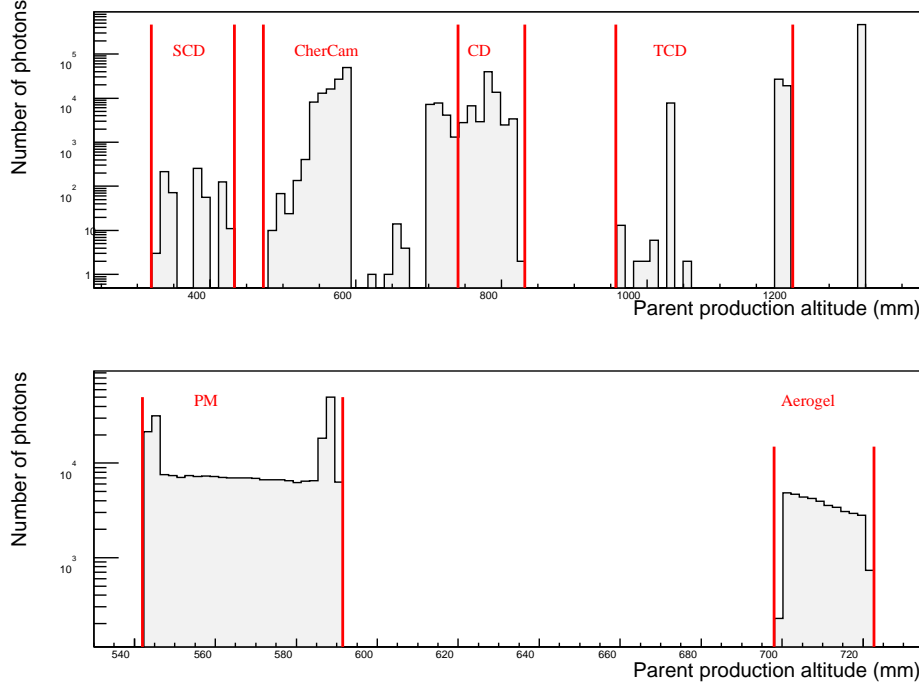 Number of photons
10^5
10^4
10^3
10^2
10
1
SCD CherCam CD TCD
400 600 800 1000 1200
Parent production altitude (mm)
Number of photons
10^4
10^3
PM Aerogel
540 560 580 600 620 640 660 680 700 720
Parent production altitude (mm)